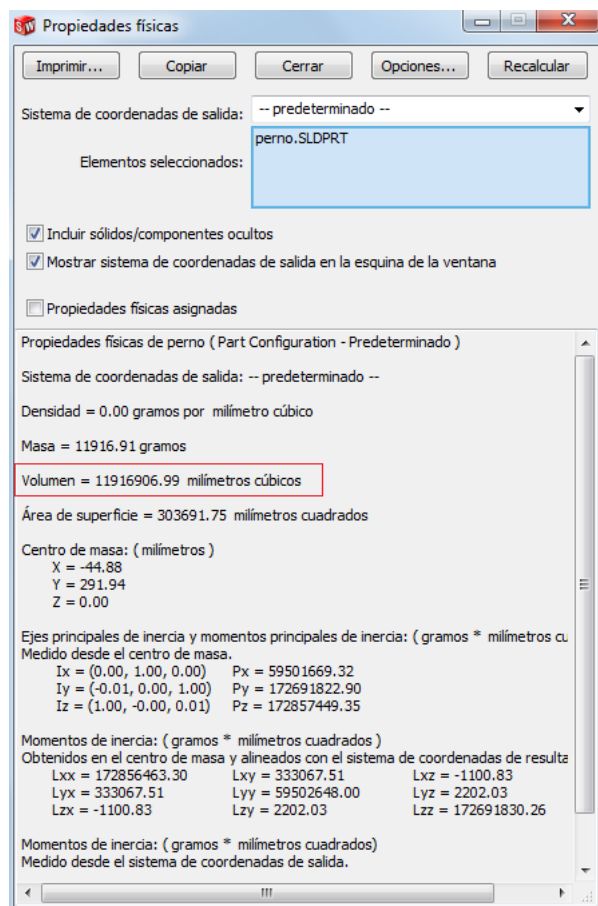 Propiedades físicas
Imprimir... Copiar Cerrar Opciones... Recalcular
Sistema de coordenadas de salida: -- predeterminado --
perno.SLDPRT
Elementos seleccionados:
Incluir sólidos/componentes ocultos
Mostrar sistema de coordenadas de salida en la esquina de la ventana
Propiedades físicas asignadas
Propiedades físicas de perno ( Part Configuration - Predeterminado )
Sistema de coordenadas de salida: -- predeterminado --
Densidad = 0.00 gramos por milímetro cúbico
Masa = 11916.91 gramos
Volumen = 11916906.99 milímetros cúbicos
Área de superficie = 303691.75 milímetros cuadrados
Centro de masa: ( milímetros )
X = -44.88
Y = 291.94
Z = 0.00
Ejes principales de inercia y momentos principales de inercia: ( gramos * milímetros cu
Medido desde el centro de masa.
Ix = (0.00, 1.00, 0.00) Px = 59501669.32
Iy = (-0.01, 0.00, 1.00) Py = 172691822.90
Iz = (1.00, -0.00, 0.01) Pz = 172857449.35
Momentos de inercia: ( gramos * milímetros cuadrados )
Obtenidos en el centro de masa y alineados con el sistema de coordenadas de resulta
Lxx = 172856463.30 Lxy = 333067.51 Lxz = -1100.83
Lyx = 333067.51 Lyy = 59502648.00 Lyz = 2202.03
Lzx = -1100.83 Lzy = 2202.03 Lzz = 172691830.26
Momentos de inercia: ( gramos * milímetros cuadrados)
Medido desde el sistema de coordenadas de salida.